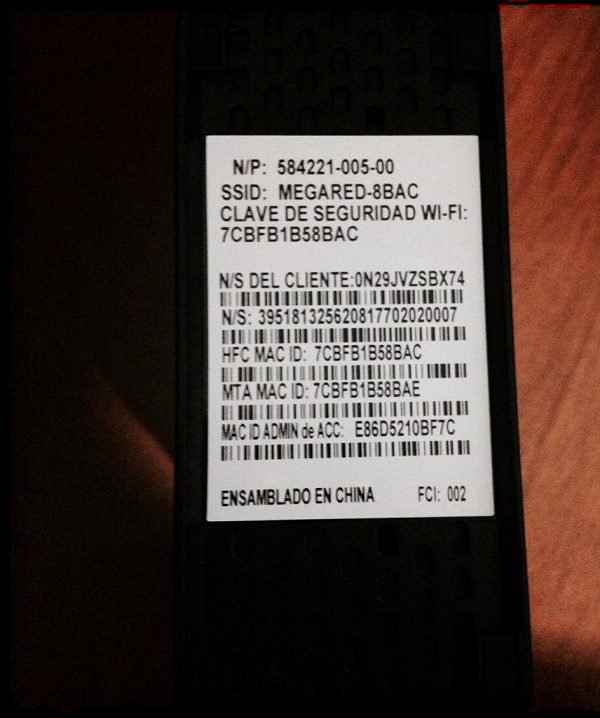 N/P: 584221-005-00
SSID: MEGARED-8BAC
CLAVE DE SEGURIDAD WI-FI:
7CBFB1B58BAC
N/S DEL CLIENTE:0N29JVZSBX74
N/S: 395181325620817702020007
HFC MAC ID: 7CBFB1B58BAC
MTA MAC ID: 7CBFB1B58BAE
MAC ID ADMIN de ACC: E86D5210BF7C
ENSAMBLADO EN CHINA FCI: 002